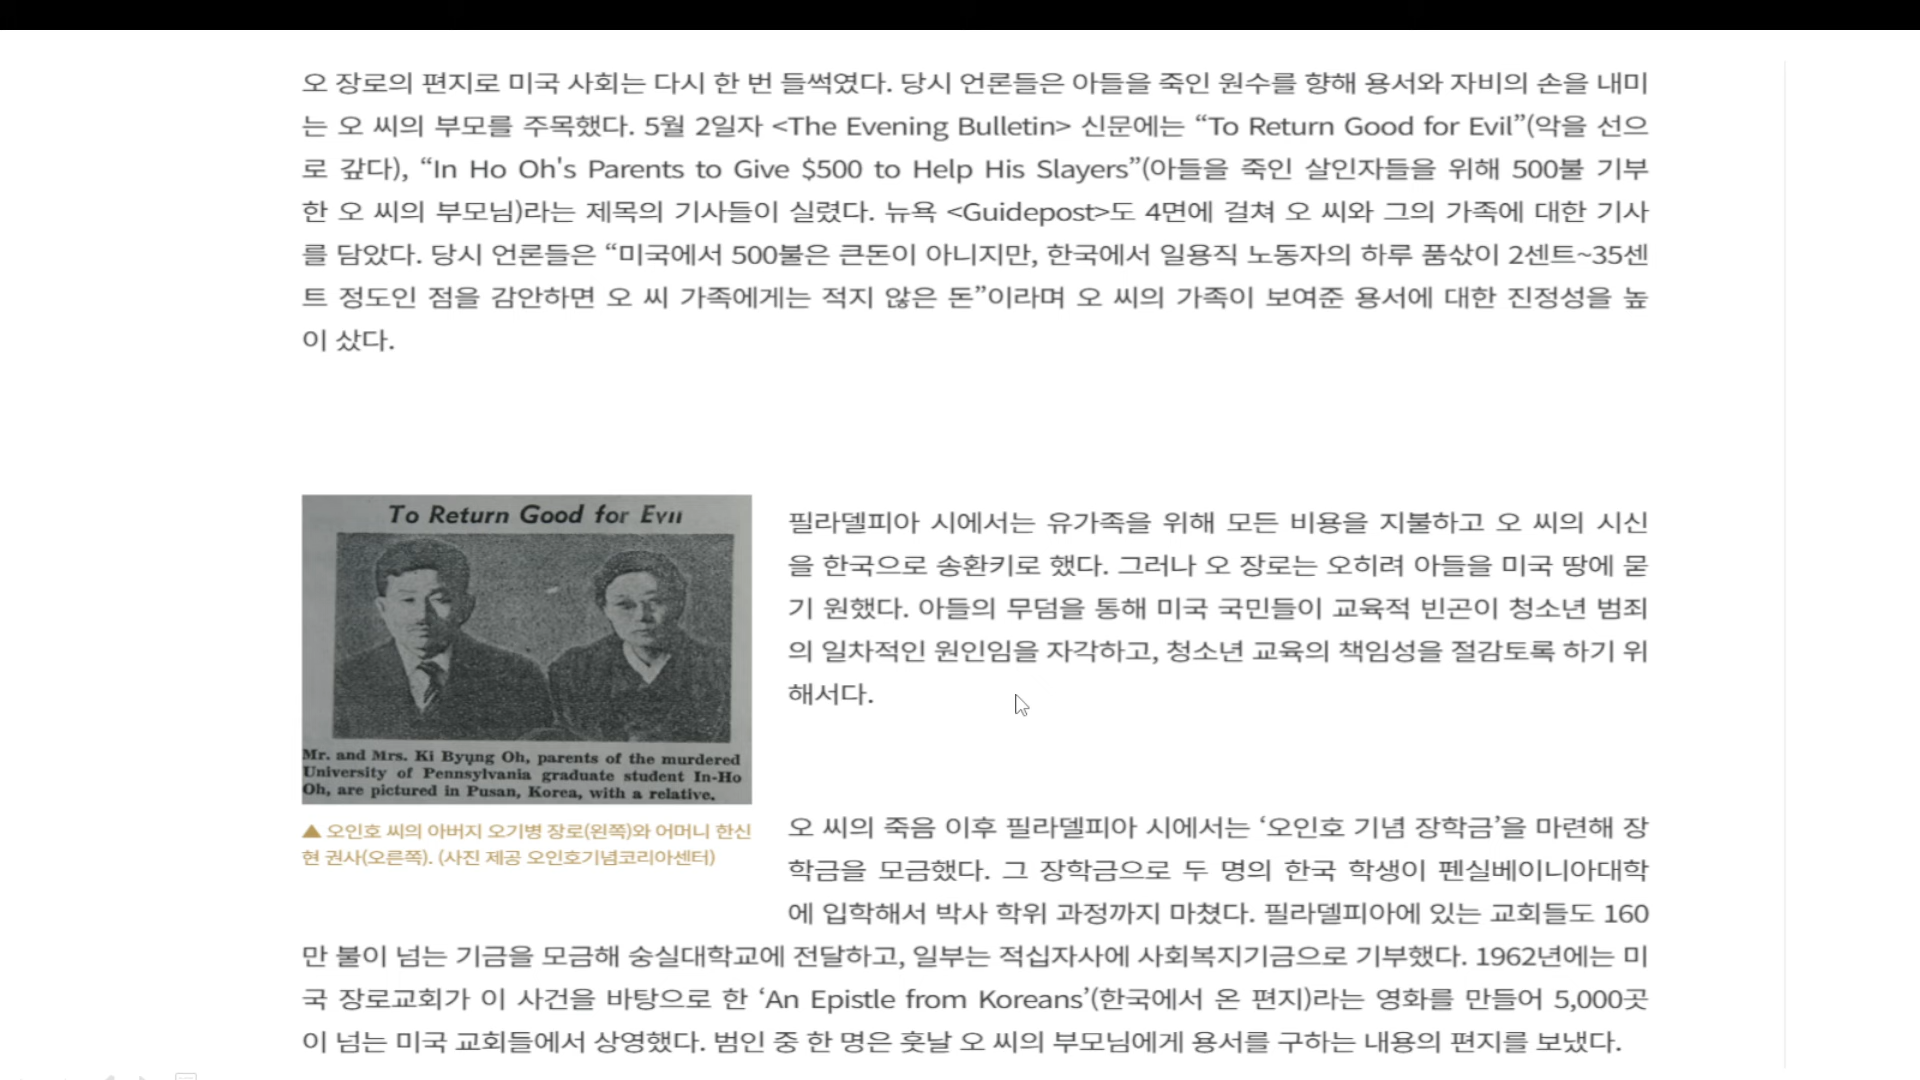 오 장로의 편지로 미국 사회는 다시 한 번 들썩였다. 당시 언론들은 아들을 죽인 원수를 향해 용서와 자비의 손을 내미
는 오 씨의 부모를 주목했다. 5월 2일자 <The Evening Bulletin> 신문에는 “To Return Good for Evil”(악을 선으
로 갚다), “In Ho Oh's Parents to Give $500 to Help His Slayers”(아들을 죽인 살인자들을 위해 500불 기부
한 오 씨의 부모님)라는 제목의 기사들이 실렸다. 뉴욕 <Guidepost>도 4면에 걸쳐 오 씨와 그의 가족에 대한 기사
를 담았다. 당시 언론들은 “미국에서 500불은 큰돈이 아니지만, 한국에서 일용직 노동자의 하루 품삯이 2센트~35센
트 정도인 점을 감안하면 오 씨 가족에게는 적지 않은 돈”이라며 오 씨의 가족이 보여준 용서에 대한 진정성을 높
이 샀다.
To Return Good for Evil
Mr. and Mrs. Ki Byung Oh, parents of the murdered
University of Pennsylvania graduate student In-Ho
Oh, are pictured in Pusan, Korea, with a relative.
▲ 오인호 씨의 아버지 오기병 장로(왼쪽)와 어머니 한신
현 권사(오른쪽). (사진 제공 오인호기념코리아센터)
필라델피아 시에서는 유가족을 위해 모든 비용을 지불하고 오 씨의 시신
을 한국으로 송환키로 했다. 그러나 오 장로는 오히려 아들을 미국 땅에 묻
기 원했다. 아들의 무덤을 통해 미국 국민들이 교육적 빈곤이 청소년 범죄
의 일차적인 원인임을 자각하고, 청소년 교육의 책임성을 절감토록 하기 위
해서다.
오 씨의 죽음 이후 필라델피아 시에서는 ‘오인호 기념 장학금’을 마련해 장
학금을 모금했다. 그 장학금으로 두 명의 한국 학생이 펜실베이니아대학
에 입학해서 박사 학위 과정까지 마쳤다. 필라델피아에 있는 교회들도 160
만 불이 넘는 기금을 모금해 숭실대학교에 전달하고, 일부는 적십자사에 사회복지기금으로 기부했다. 1962년에는 미
국 장로교회가 이 사건을 바탕으로 한 ‘An Epistle from Koreans’(한국에서 온 편지)라는 영화를 만들어 5,000곳
이 넘는 미국 교회들에서 상영했다. 범인 중 한 명은 훗날 오 씨의 부모님에게 용서를 구하는 내용의 편지를 보냈다.